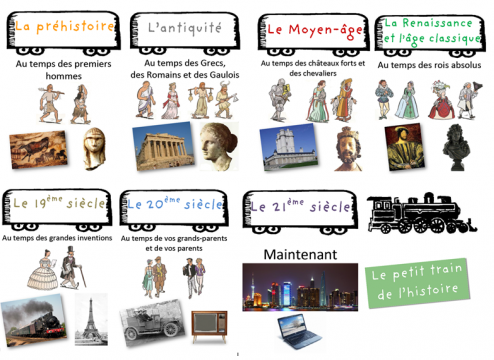 La préhistoire
Au temps des premiers
hommes
L'antiquité
Au temps des Grecs,
des Romains et des Gaulois
Le Moyen-âge
Au temps des châteaux forts et
des chevaliers
La Renaissance
et l'âge classique
Au temps des rois absolus
Le 19ème siècle
Au temps des grandes inventions
Le 20ème siècle
Au temps de vos grands-parents
et de vos parents
Le 21ème siècle
Maintenant
Le petit train
de l'histoire